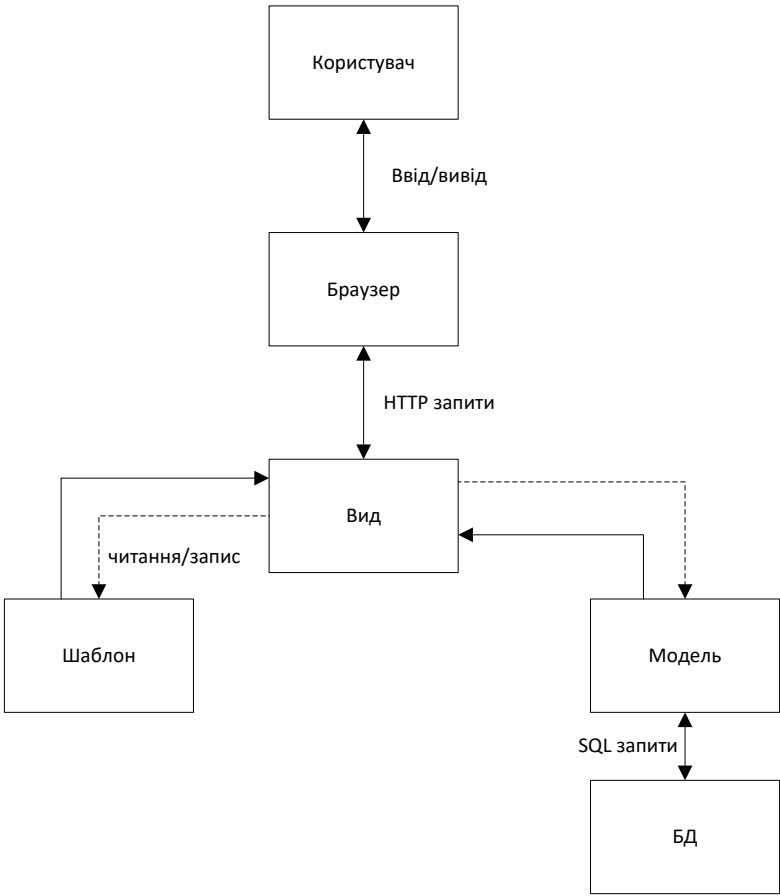 Користувач
Ввід/вивід
Браузер
HTTP запити
Вид
читання/запис
Шаблон
Модель
SQL запити
БД